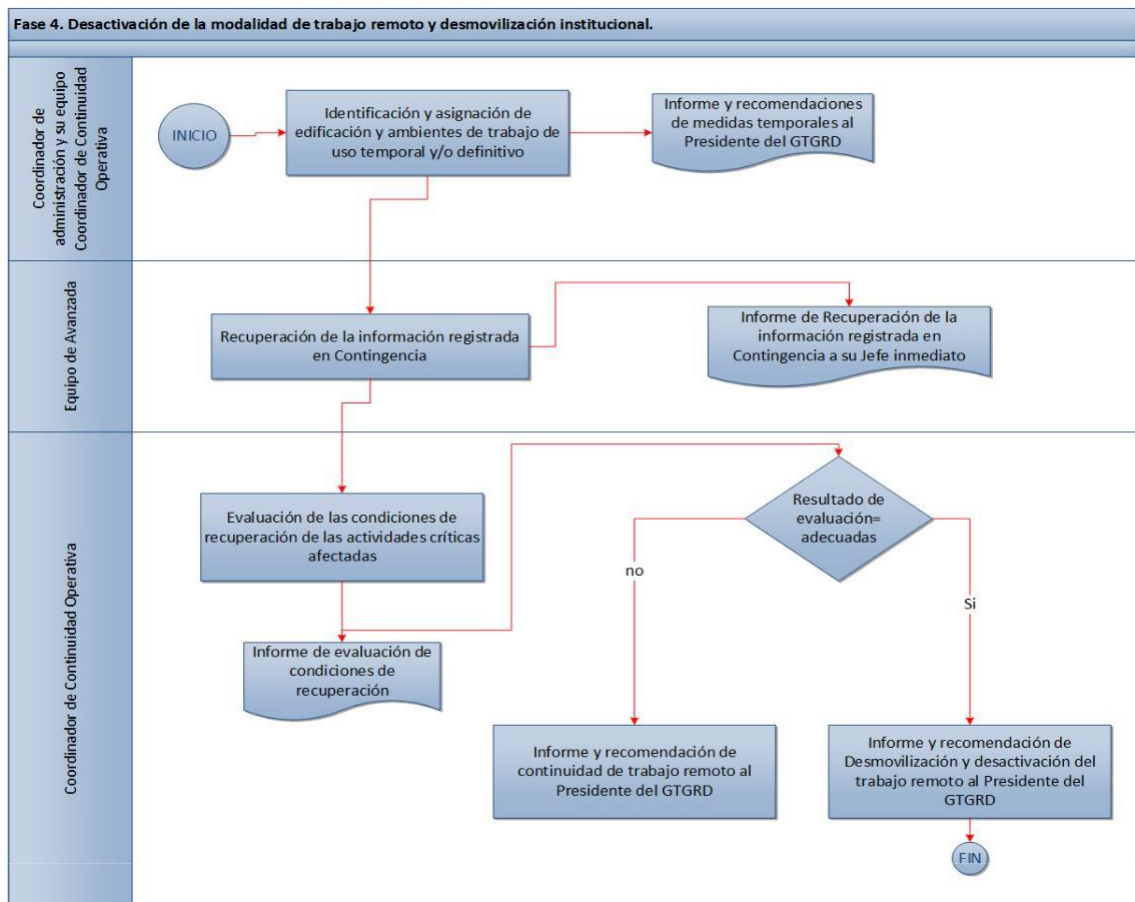 Fase 4. Desactivación de la modalidad de trabajo remoto y desmovilización institucional.
Coordinador de
administración y su equipo
Coordinador de Continuidad
Operativa
INICIO
Identificación y asignación de
edificación y ambientes de trabajo de
uso temporal y/o definitivo
Informe y recomendaciones
de medidas temporales al
Presidente del GTGRD
Equipo de Avanzada
Recuperación de la información registrada
en Contingencia
Informe de Recuperación de la
información registrada en
Contingencia a su Jefe inmediato
Coordinador de Continuidad Operativa
Evaluación de las condiciones de
recuperación de las actividades críticas
afectadas
Resultado de
evaluación=
adecuadas
no
Si
Informe de evaluación de
condiciones de
recuperación
Informe y recomendación de
continuidad de trabajo remoto al
Presidente del GTGRD
Informe y recomendación de
Desmovilización y desactivación del
trabajo remoto al Presidente del
GTGRD
FIN